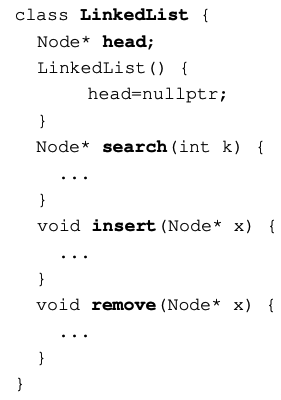 class LinkedList {
Node* head;
LinkedList() {
head=nullptr;
}
Node* search(int k) {
...
}
void insert(Node* x) {
...
}
void remove(Node* x) {
...
}
}